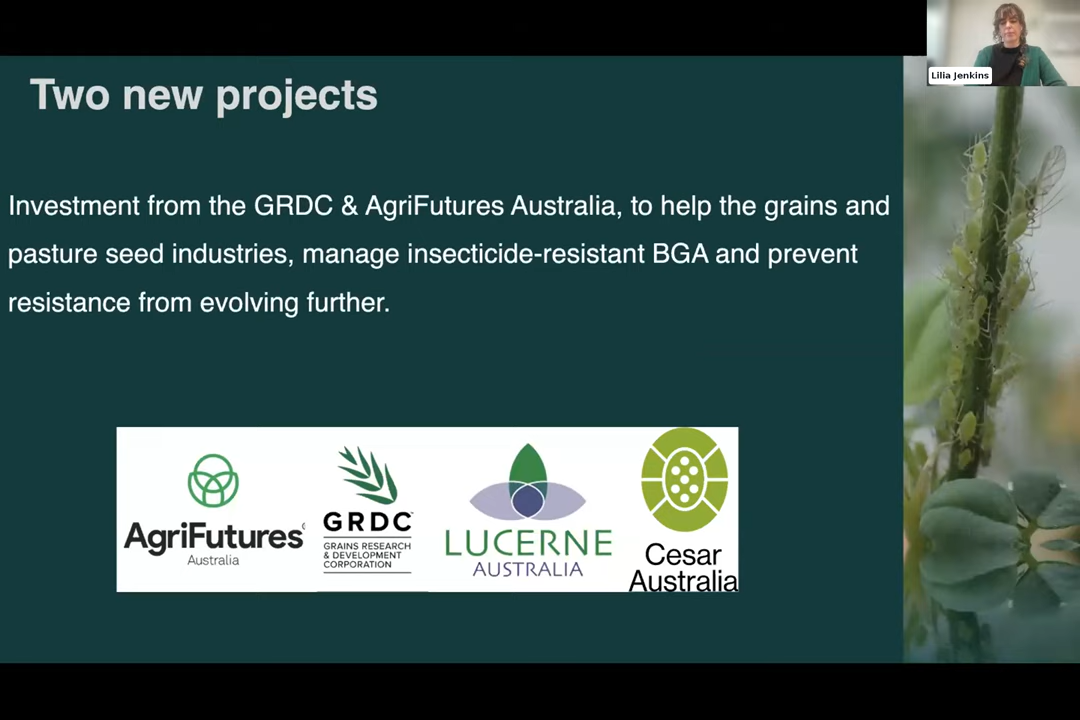 Lilia Jenkins
Two new projects
Investment from the GRDC & AgriFutures Australia, to help the grains and
pasture seed industries, manage insecticide-resistant BGA and prevent
resistance from evolving further.
AgriFutures
Australia
GRDC
GRAINS RESEARCH
& DEVELOPMENT
CORPORATION
LUCERNE
AUSTRALIA
Cesar
Australia